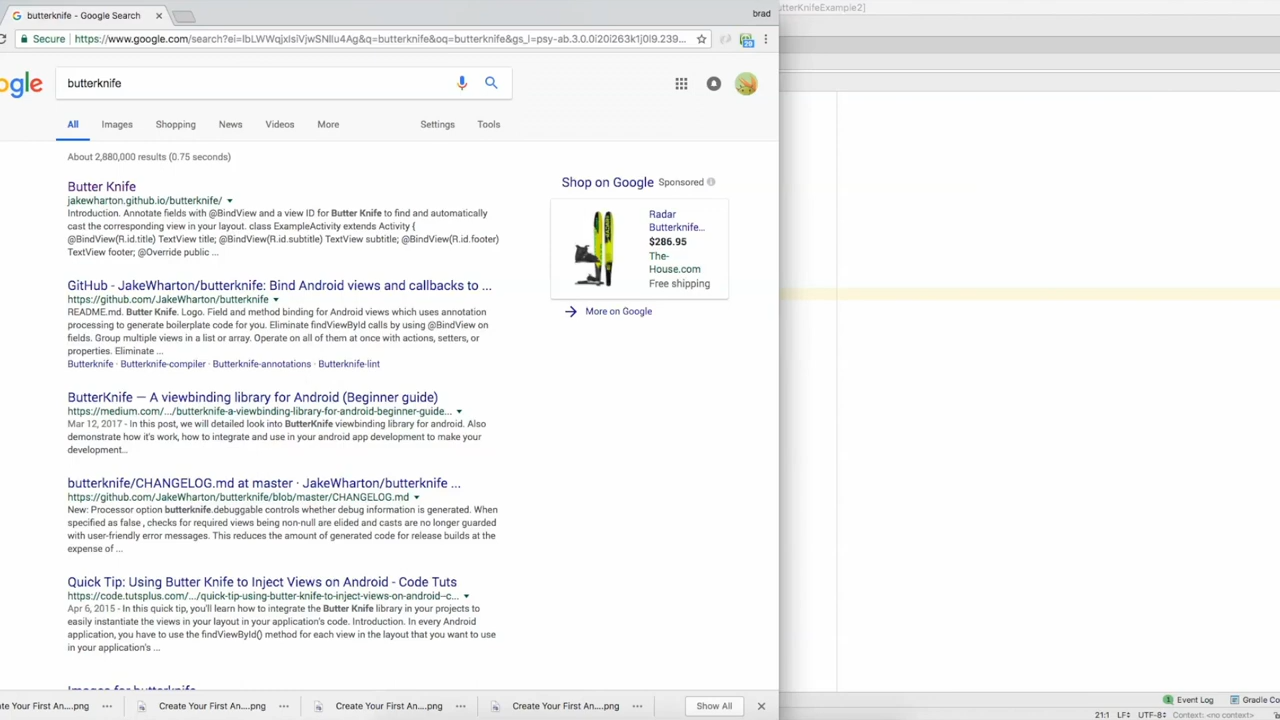 butterknife - Google Search
brad
tterKnifeExample2]
Secure https://www.google.com/search?ei=IbLWWqjxisiVjwSNIlu4Ag&q=butterknife&oq=butterknife&gs_l=psy-ab.3.0.0i20i263k1j0l9.239...
29
ogle
butterknife
All Images Shopping News Videos More Settings Tools
About 2,880,000 results (0.75 seconds)
Butter Knife
jakewharton.github.io/butterknife/
Introduction. Annotate fields with @BindView and a view ID for Butter Knife to find and automatically
cast the corresponding view in your layout. class ExampleActivity extends Activity {
@BindView(R.id.title) TextView title; @BindView(R.id.subtitle) TextView subtitle; @BindView(R.id.footer)
TextView footer; @Override public ...
Shop on Google Sponsored
Radar
Butterknife...
$286.95
The-
House.com
Free shipping
More on Google
GitHub - JakeWharton/butterknife: Bind Android views and callbacks to ...
https://github.com/JakeWharton/butterknife
README.md. Butter Knife. Logo. Field and method binding for Android views which uses annotation
processing to generate boilerplate code for you. Eliminate findViewById calls by using @BindView on
fields. Group multiple views in a list or array. Operate on all of them at once with actions, setters, or
properties. Eliminate ...
Butterknife · Butterknife-compiler · Butterknife-annotations · Butterknife-lint
ButterKnife — A viewbinding library for Android (Beginner guide)
https://medium.com/.../butterknife-a-viewbinding-library-for-android-beginner-guide...
Mar 12, 2017 - In this post, we will detailed look into ButterKnife viewbinding library for android. Also
demonstrate how it's work, how to integrate and use in your android app development to make your
development...
butterknife/CHANGELOG.md at master · JakeWharton/butterknife ...
https://github.com/JakeWharton/butterknife/blob/master/CHANGELOG.md
New: Processor option butterknife.debuggable controls whether debug information is generated. When
specified as false , checks for required views being non-null are elided and casts are no longer guarded
with user-friendly error messages. This reduces the amount of generated code for release builds at the
expense of ...
Quick Tip: Using Butter Knife to Inject Views on Android - Code Tuts
https://code.tutsplus.com/.../quick-tip-using-butter-knife-to-inject-views-on-android--c...
Apr 6, 2015 - In this quick tip, you'll learn how to integrate the Butter Knife library in your projects to
easily instantiate the views in your layout in your application's code. Introduction. In every Android
application, you have to use the findViewById() method for each view in the layout that you want to use
in your application's ...
Images for butterknife
ate Your First An....png Create Your First An....png Create Your First An....png Create Your First An....png Show All
Event Log Gradle Co
21:1 LF÷ UTF-8÷ Context: <no context>